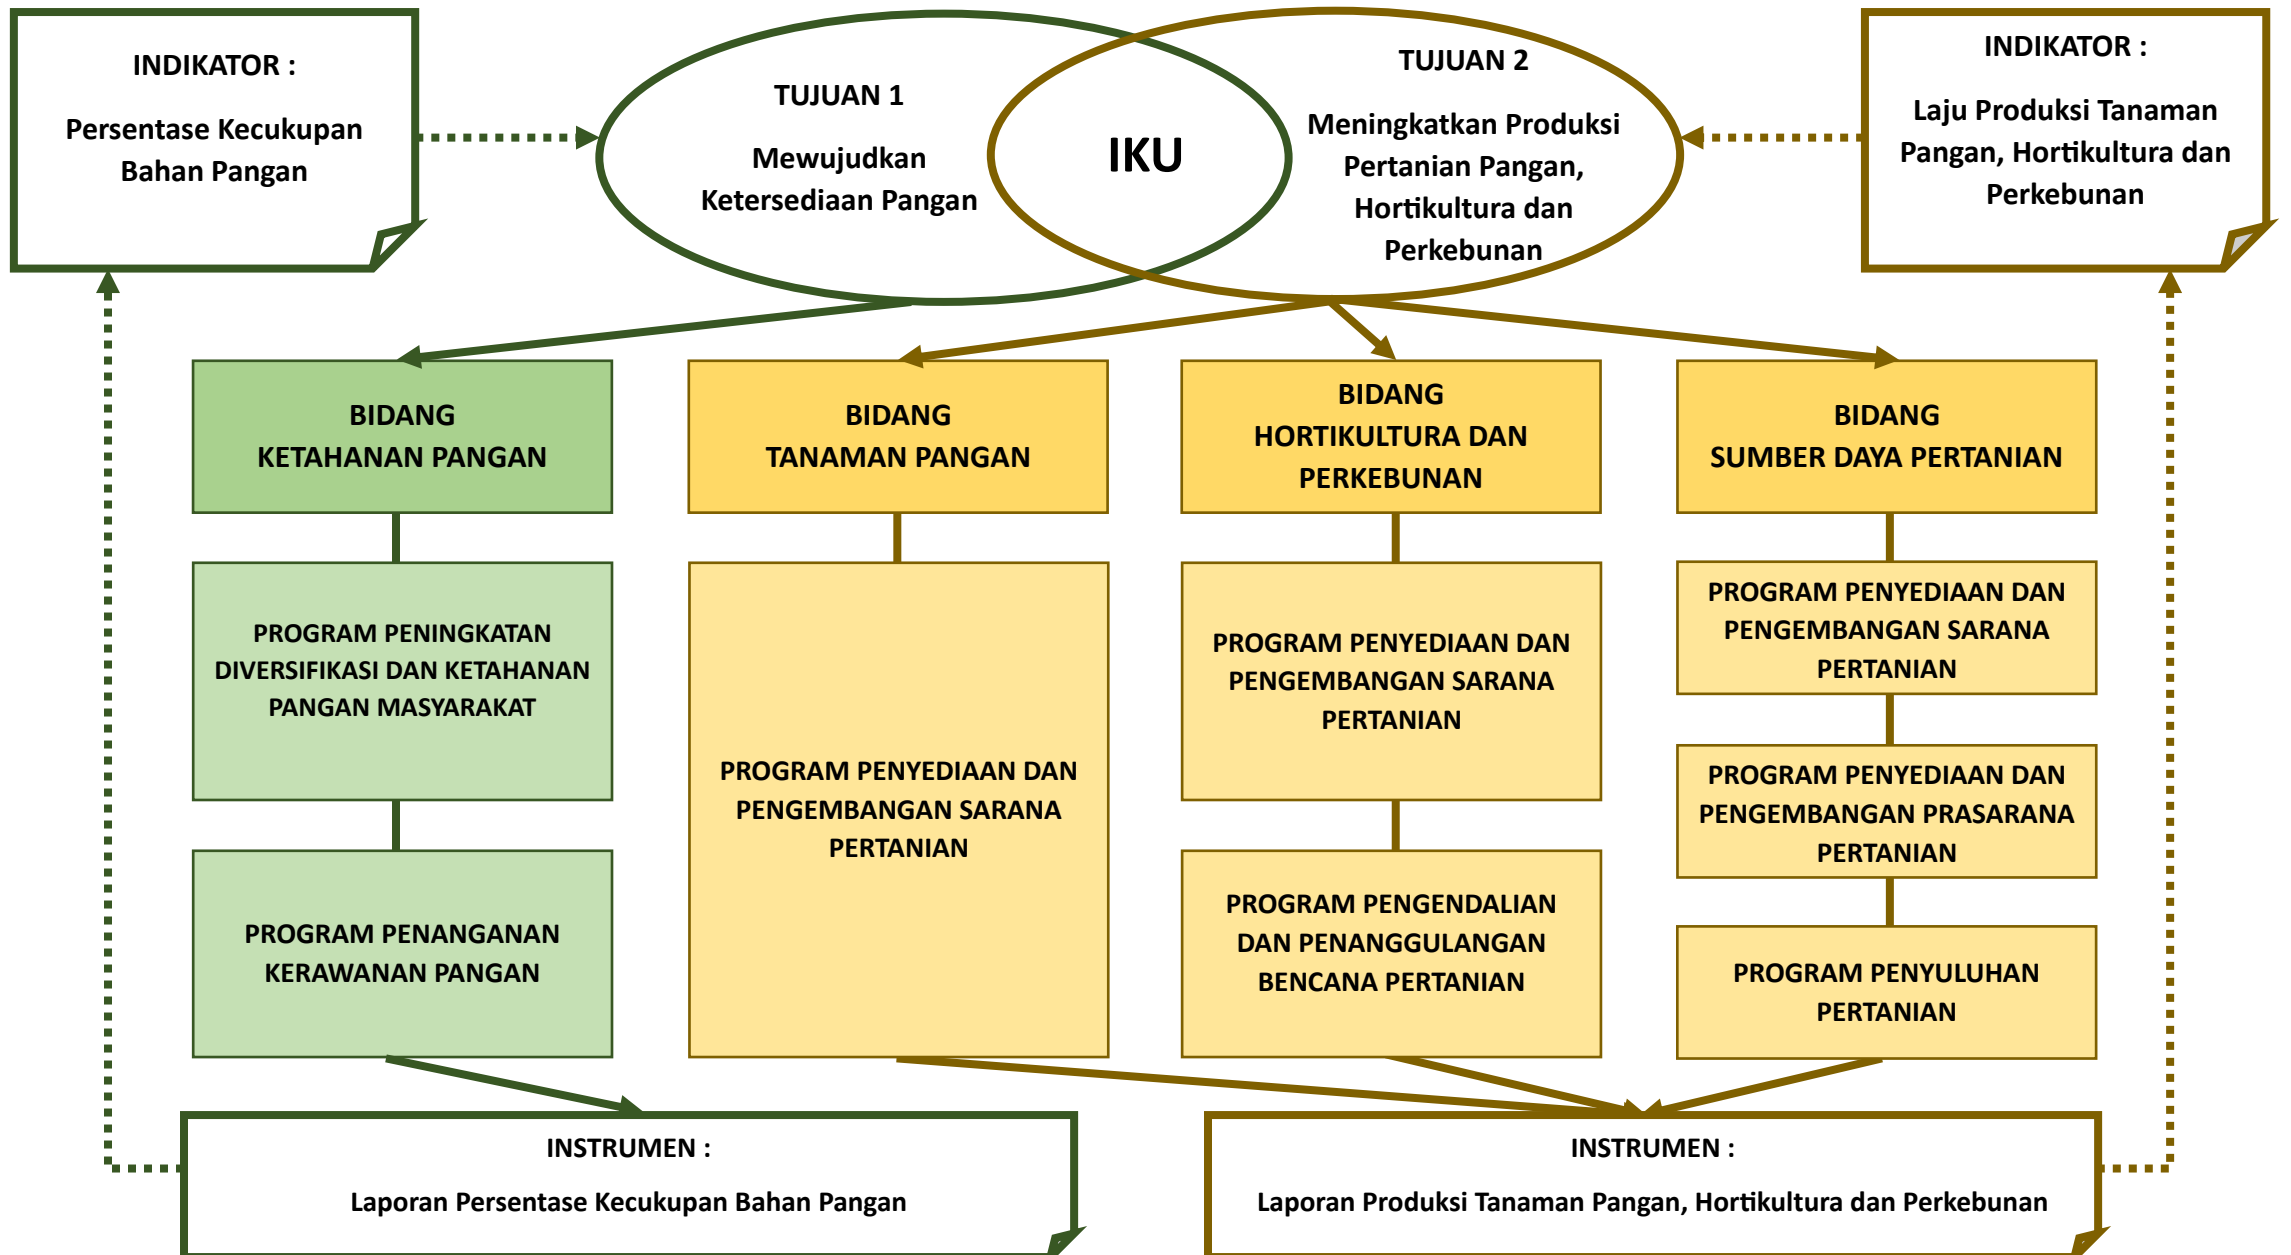 INDIKATOR :
Persentase Kecukupan
Bahan Pangan
TUJUAN 1
Mewujudkan
Ketersediaan Pangan
IKU
TUJUAN 2
Meningkatkan Produksi
Pertanian Pangan,
Hortikultura dan
Perkebunan
INDIKATOR :
Laju Produksi Tanaman
Pangan, Hortikultura dan
Perkebunan
BIDANG
KETAHANAN PANGAN
BIDANG
TANAMAN PANGAN
BIDANG
HORTIKULTURA DAN
PERKEBUNAN
BIDANG
SUMBER DAYA PERTANIAN
PROGRAM PENINGKATAN
DIVERSIFIKASI DAN KETAHANAN
PANGAN MASYARAKAT
PROGRAM PENANGANAN
KERAWANAN PANGAN
PROGRAM PENYEDIAAN DAN
PENGEMBANGAN SARANA
PERTANIAN
PROGRAM PENYEDIAAN DAN
PENGEMBANGAN SARANA
PERTANIAN
PROGRAM PENGENDALIAN
DAN PENANGGULANGAN
BENCANA PERTANIAN
PROGRAM PENYEDIAAN DAN
PENGEMBANGAN SARANA
PERTANIAN
PROGRAM PENYEDIAAN DAN
PENGEMBANGAN PRASARANA
PERTANIAN
PROGRAM PENYULUHAN
PERTANIAN
INSTRUMEN :
Laporan Persentase Kecukupan Bahan Pangan
INSTRUMEN :
Laporan Produksi Tanaman Pangan, Hortikultura dan Perkebunan